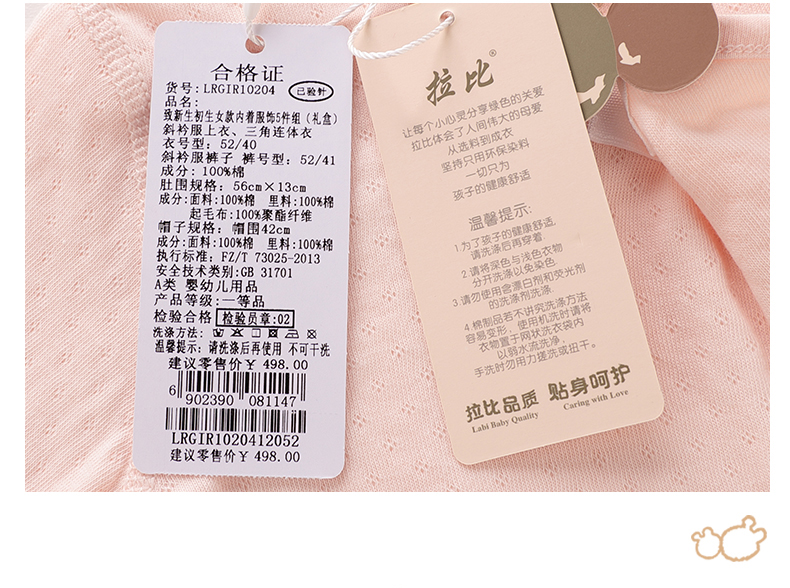 合格证
货号:LRGIR10204
已验针
品名:
致新生初生女款内着服饰5件组（礼盒）
斜衿服上衣、三角连体衣
衣号型: 52/40
斜衿服裤子 裤号型: 52/41
成分: 100%棉
肚围规格: 56cm×13cm
成分:面料:100%棉 里料:100%棉
起毛布:100%聚酯纤维
帽子规格: 帽围42cm
成分:面料:100%棉 里料:100%棉
执行标准: FZ/T 73025-2013
安全技术类别:GB 31701
A类 婴幼儿用品
产品等级:一等品
检验合格 检验员章:02
洗涤方法:
温馨提示: 请洗涤后再使用 不可干洗
建议零售价￥ 498.00
6 902390 081147
LRGIR1020412052
建议零售价￥ 498.00
拉比®
让每个小心灵分享绿色的关爱
拉比体会了人间伟大的母爱
从选料到成衣
坚持只用环保染料
一切只为
孩子的健康舒适
温馨提示:
1.为了孩子的健康舒适,
请洗涤后再穿着
2.请将深色与浅色衣物
分开洗涤以免染色
3.请勿使用含漂白剂和荧光剂
的洗涤剂洗涤
4.棉制品若不讲究洗涤方法
容易变形，使用机洗时请将
衣物置于网状洗衣袋内
以弱水流洗净，
手洗时勿用力搓洗或扭干。
拉比品质 贴身呵护
Labi Baby Quality Caring with Love